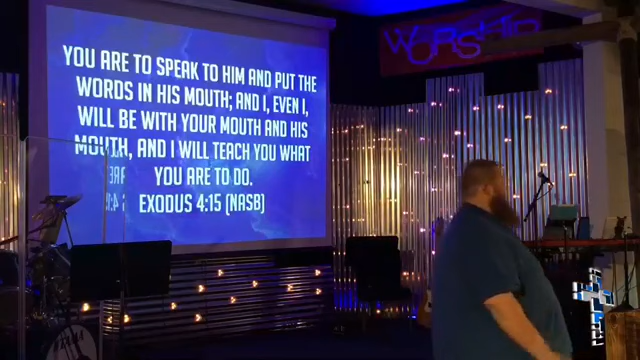 WORSHIP
YOU ARE TO SPEAK TO HIM AND PUT THE
WORDS IN HIS MOUTH; AND I, EVEN I,
WILL BE WITH YOUR MOUTH AND HIS
MOUTH, AND I WILL TEACH YOU WHAT
YOU ARE TO DO.
EXODUS 4:15 (NASB)